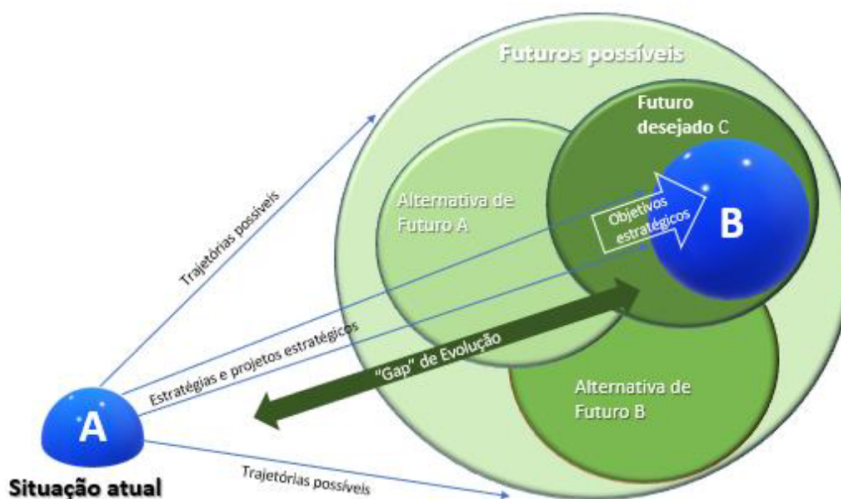 Futuros possíveis
Futuro
desejado C
Alternativa de
Futuro A
Objetivos
estratégicos
B
Trajetórias possíveis
Estratégias e projetos estratégicos
"Gap" de Evolução
Alternativa de
Futuro B
A
Situação atual
Trajetórias possíveis